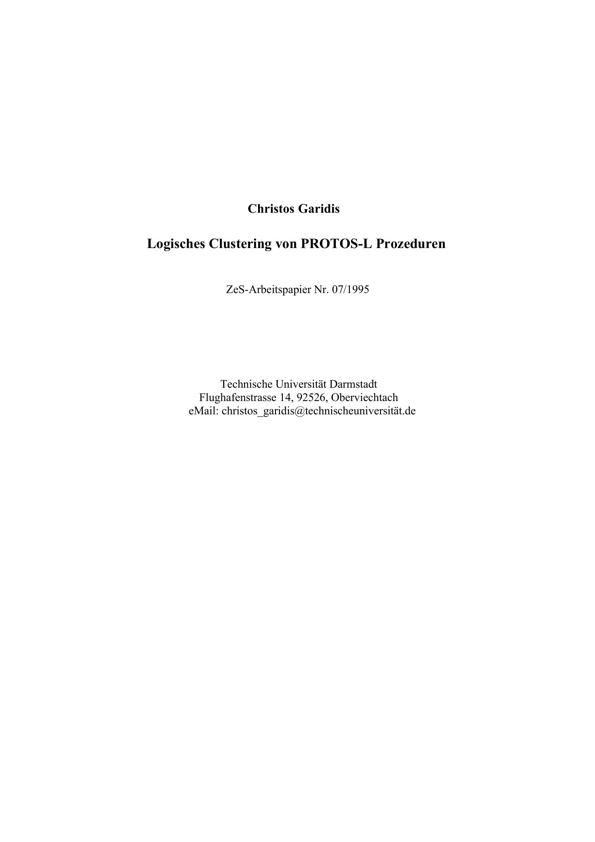 Christos Garidis
Logisches Clustering von PROTOS-L Prozeduren
ZeS-Arbeitspapier Nr. 07/1995
Technische Universität Darmstadt
Flughafenstrasse 14, 92526, Oberviechtach
eMail: christos_garidis@technischeuniversität.de